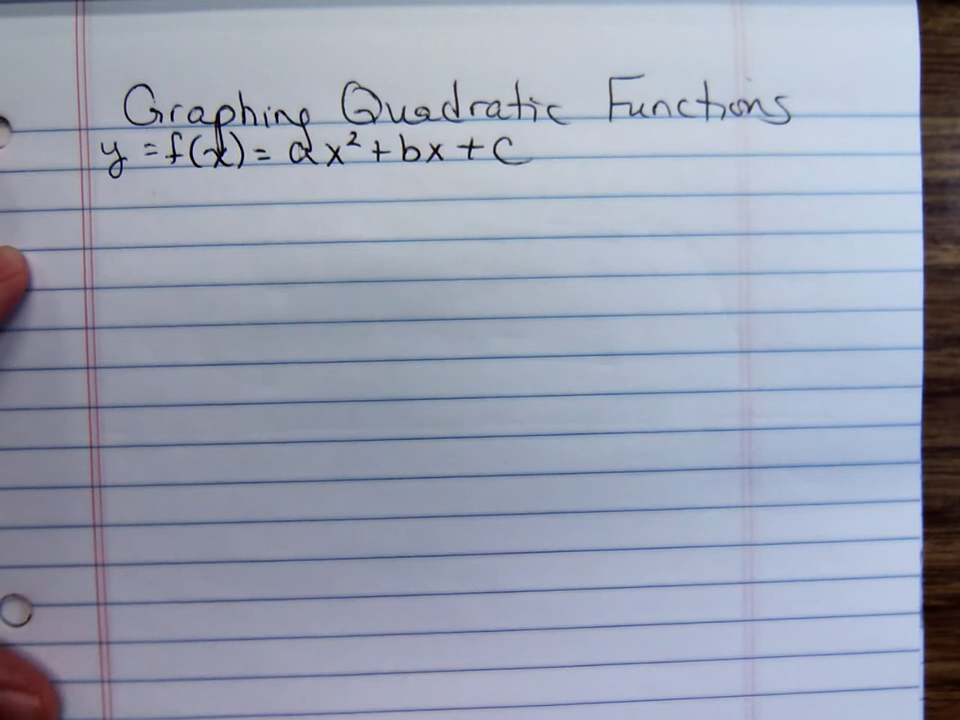 Graphing Quadratic Functions
y = f(x) = ax² + bx + c